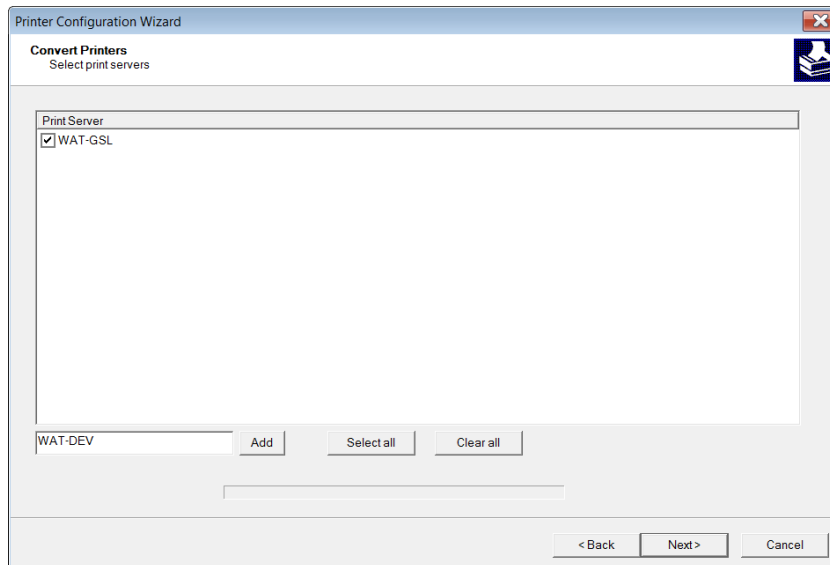 Printer Configuration Wizard
Convert Printers
Select print servers
Print Server
WAT-GSL
WAT-DEV
Add
Select all
Clear all
< Back
Next >
Cancel